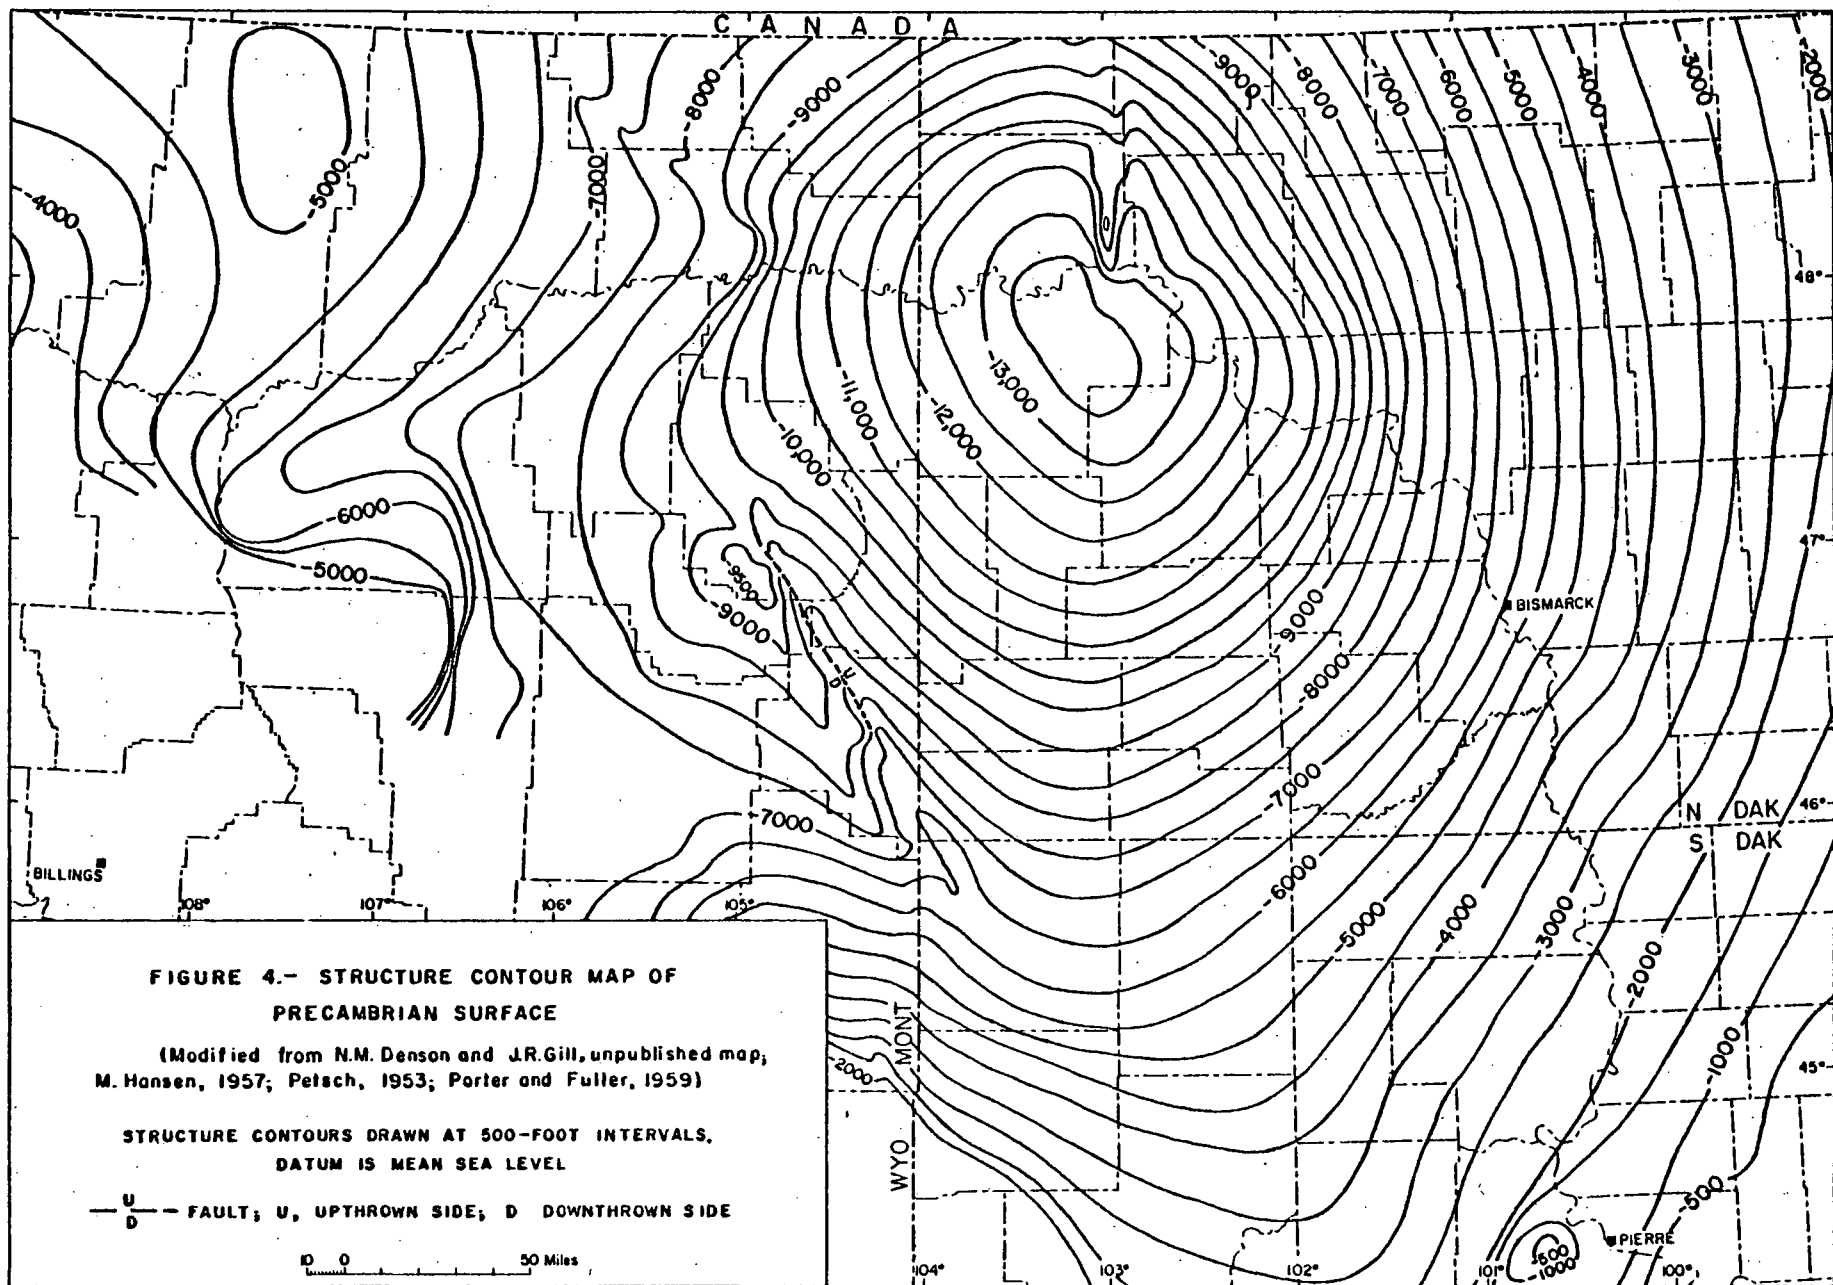 CANADA
-8000
-9000
-9000
-8000
-7000
-6000
-5000
-4000
-3000
-2000
-5000
-4000
-7000
48°
-13,000
-12,000
-11,000
-10,000
-6000
-5000
-9500
-9000
47°
BISMARCK
-9000
U
D
-8000
-7000
-7000
46°
N DAK
S DAK
BILLINGS
-6000
108°
107°
106°
105°
-5000
-4000
-3000
-2000
FIGURE 4.- STRUCTURE CONTOUR MAP OF
PRECAMBRIAN SURFACE
(Modified from N.M. Denson and J.R.Gill, unpublished map;
M. Hansen, 1957; Petsch, 1953; Porter and Fuller, 1959)
STRUCTURE CONTOURS DRAWN AT 500-FOOT INTERVALS.
DATUM IS MEAN SEA LEVEL
U
D
FAULT; U, UPTHROWN SIDE; D DOWNTHROWN SIDE
10 0 50 Miles
MONT
WYO
-2000
-1000
45°
-500
PIERRE
-500
-1000
104°
103°
102°
101°
100°